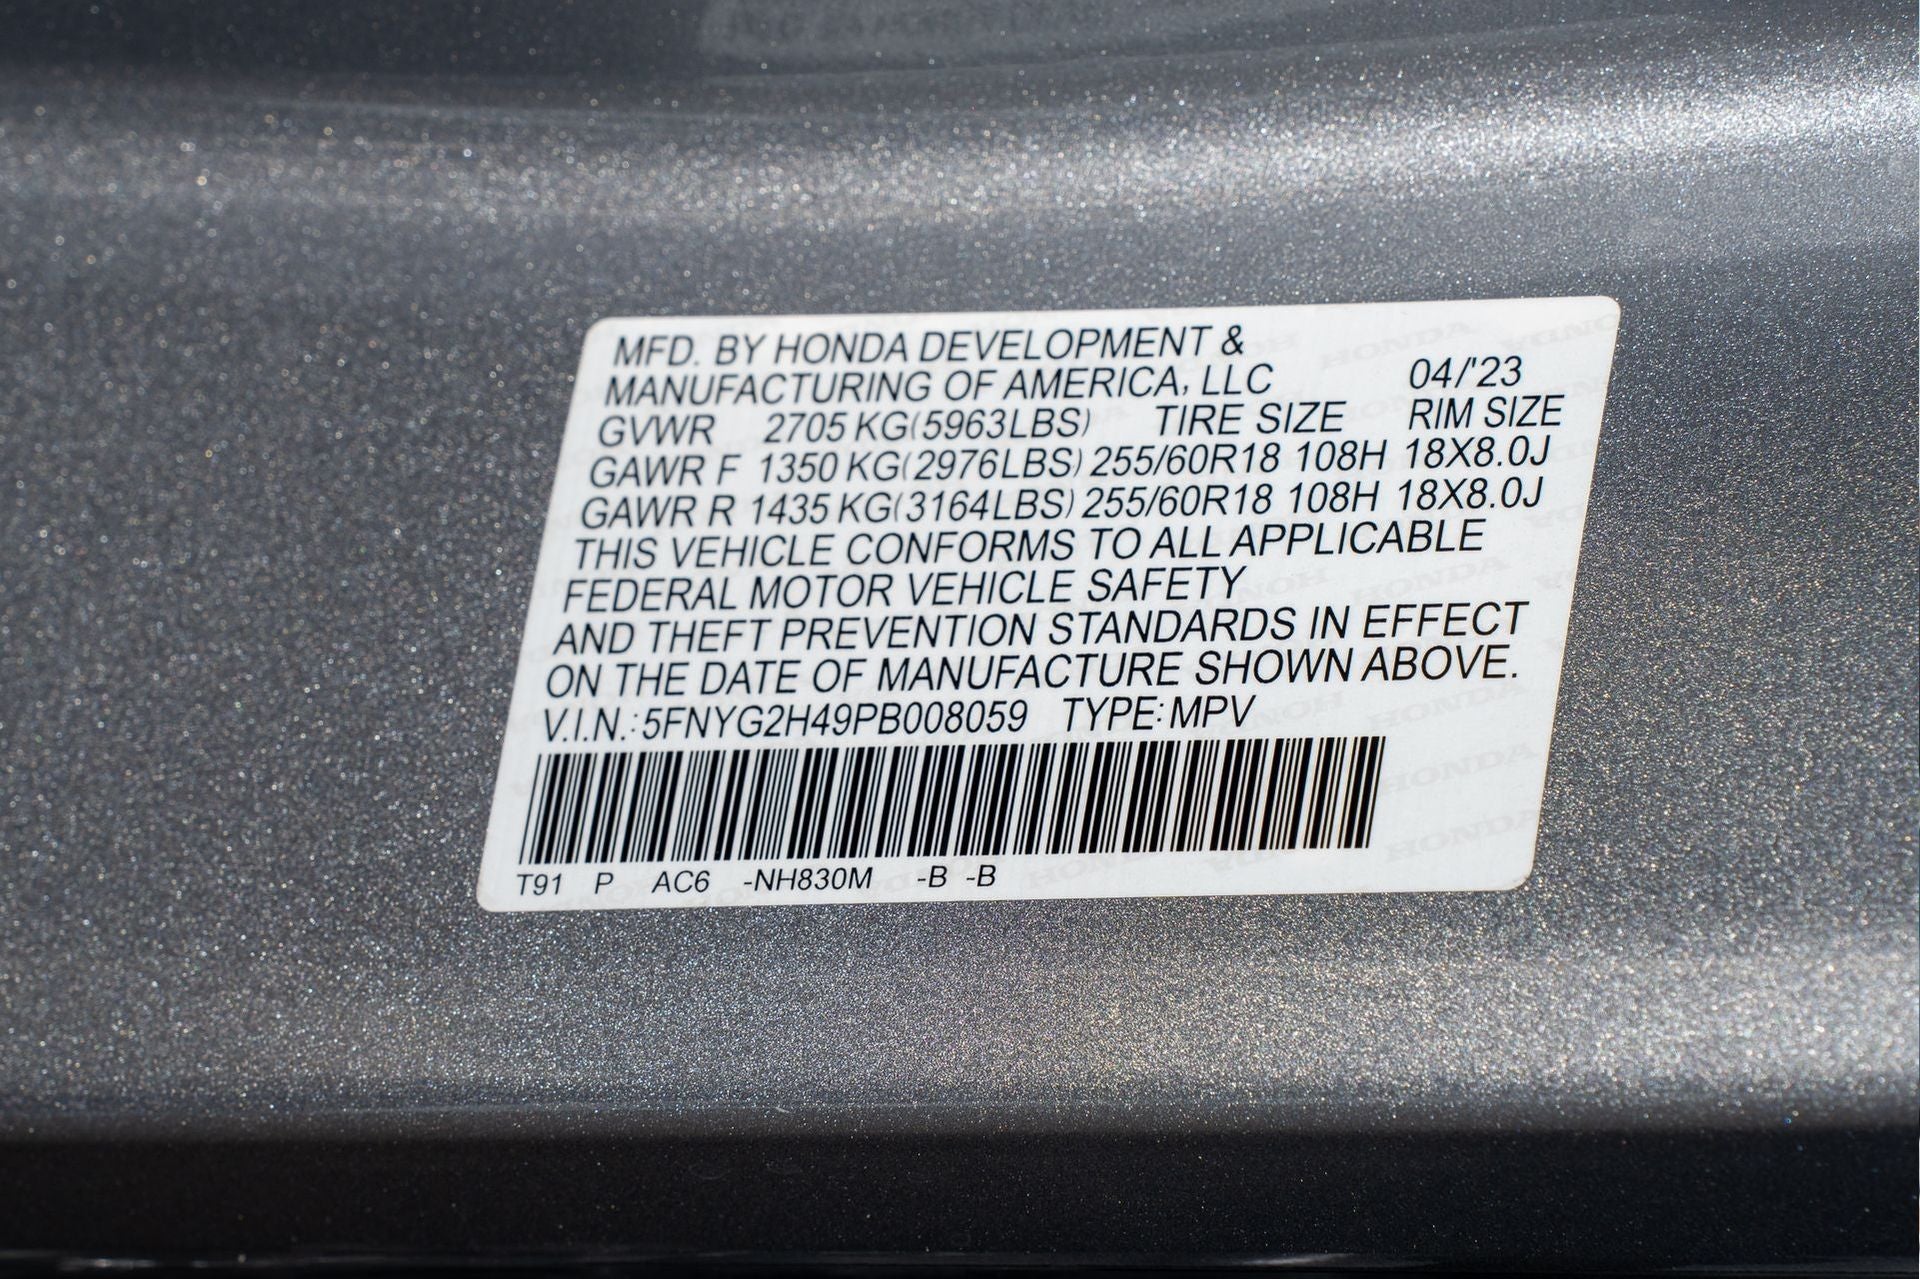 MFD. BY HONDA DEVELOPMENT &
MANUFACTURING OF AMERICA, LLC 04/'23
GVWR 2705 KG(5963LBS) TIRE SIZE RIM SIZE
GAWR F 1350 KG(2976LBS) 255/60R18 108H 18X8.0J
GAWR R 1435 KG(3164LBS) 255/60R18 108H 18X8.0J
THIS VEHICLE CONFORMS TO ALL APPLICABLE
FEDERAL MOTOR VEHICLE SAFETY
AND THEFT PREVENTION STANDARDS IN EFFECT
ON THE DATE OF MANUFACTURE SHOWN ABOVE.
V.I.N.: 5FNYG2H49PB008059 TYPE: MPV
T91 P AC6 -NH830M -B -B